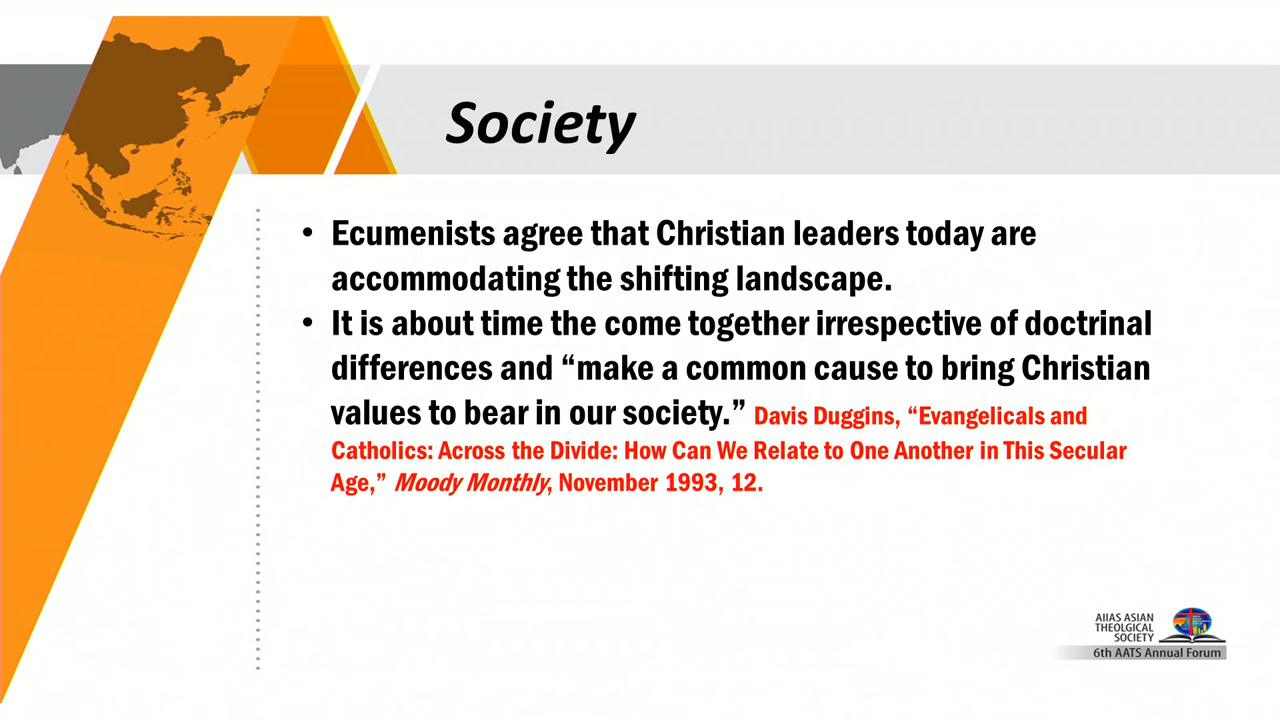 Society
• Ecumenists agree that Christian leaders today are
accommodating the shifting landscape.
• It is about time the come together irrespective of doctrinal
differences and “make a common cause to bring Christian
values to bear in our society.” Davis Duggins, “Evangelicals and
Catholics: Across the Divide: How Can We Relate to One Another in This Secular
Age,” Moody Monthly, November 1993, 12.
AIIAS ASIAN
THEOLGICAL
SOCIETY
6th AATS Annual Forum